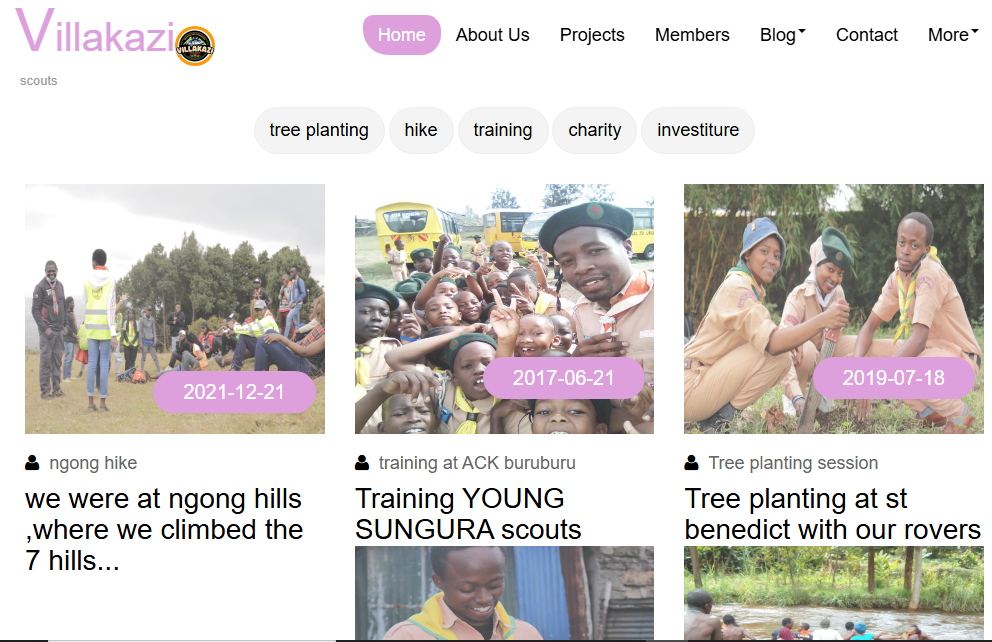 Villakazi
VILLAKAZI
scouts
Home
About Us
Projects
Members
Blog
Contact
More
tree planting
hike
training
charity
investiture
2021-12-21
2017-06-21
2019-07-18
ngong hike
training at ACK buruburu
Tree planting session
we were at ngong hills
,where we climbed the
7 hills...
Training YOUNG
SUNGURA scouts
Tree planting at st
benedict with our rovers